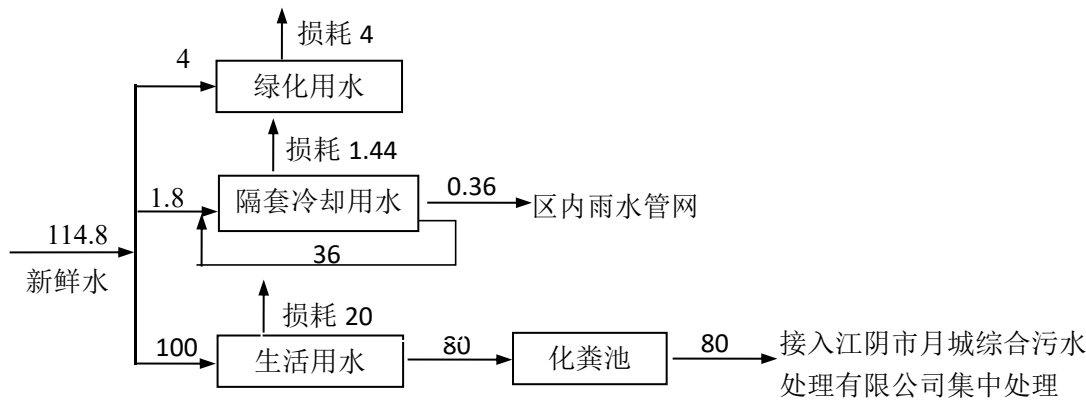 损耗 4
4
绿化用水
损耗 1.44
1.8
隔套冷却用水
0.36
区内雨水管网
36
114.8
新鲜水
损耗 20
100
生活用水
80
化粪池
80
接入江阴市月城综合污水
处理有限公司集中处理